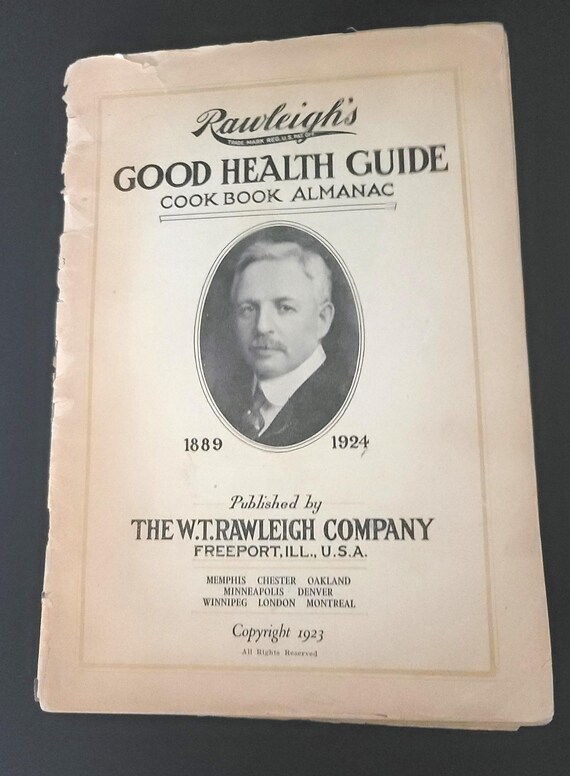 Rawleigh's
TRADE MARK REG. U.S. PAT. OFF.
GOOD HEALTH GUIDE
COOK BOOK ALMANAC
1889 1924
Published by
THE W.T. RAWLEIGH COMPANY
FREEPORT, ILL., U.S.A.
MEMPHIS CHESTER OAKLAND
MINNEAPOLIS DENVER
WINNIPEG LONDON MONTREAL
Copyright 1923
All Rights Reserved